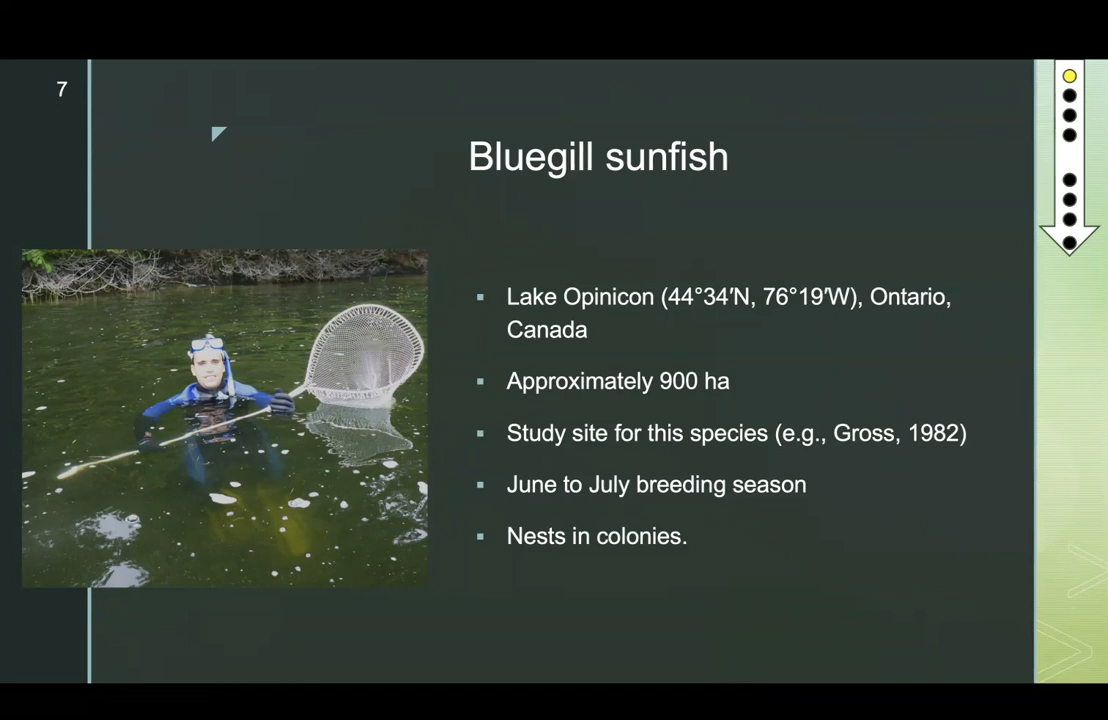 7
Bluegill sunfish
▪ Lake Opinicon (44°34′N, 76°19′W), Ontario,
Canada
▪ Approximately 900 ha
▪ Study site for this species (e.g., Gross, 1982)
▪ June to July breeding season
▪ Nests in colonies.